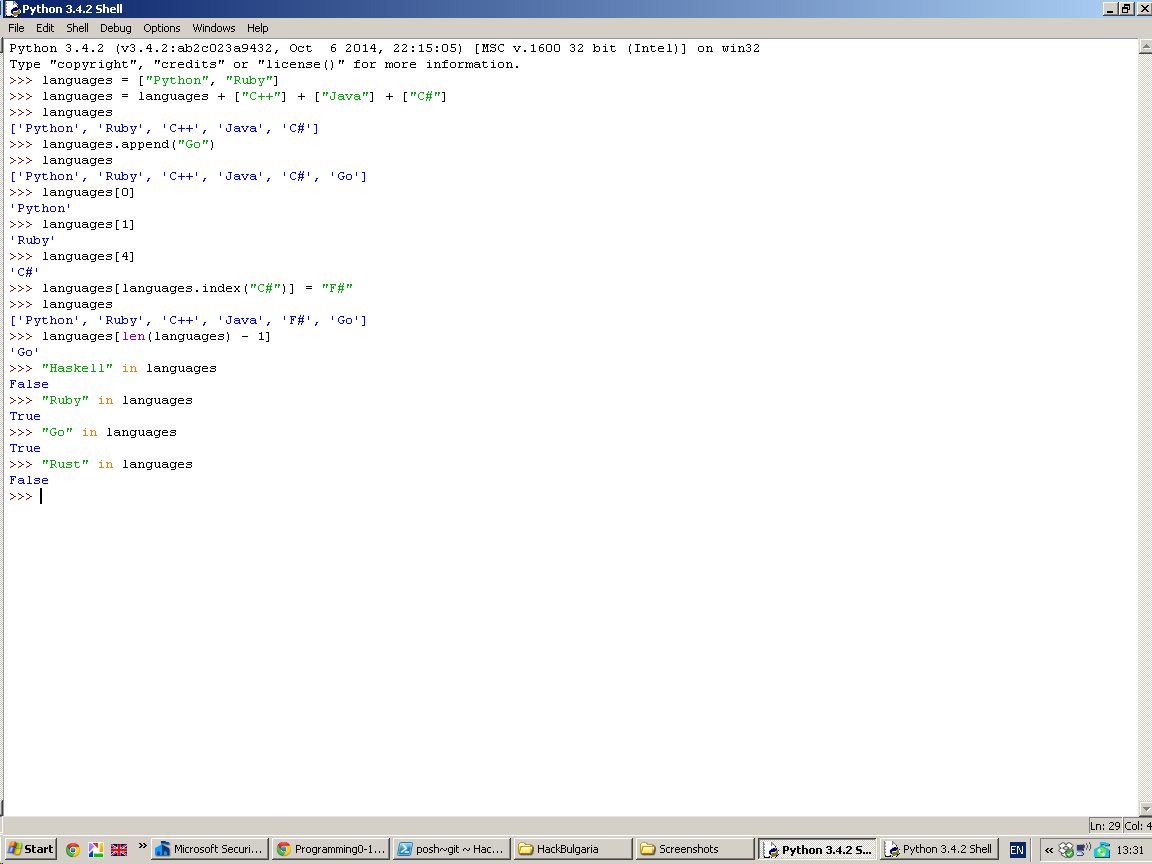 Python 3.4.2 Shell
File Edit Shell Debug Options Windows Help
Python 3.4.2 (v3.4.2:ab2c023a9432, Oct  6 2014, 22:15:05) [MSC v.1600 32 bit (Intel)] on win32
Type "copyright", "credits" or "license()" for more information.
>>> languages = ["Python", "Ruby"]
>>> languages = languages + ["C++"] + ["Java"] + ["C#"]
>>> languages
['Python', 'Ruby', 'C++', 'Java', 'C#']
>>> languages.append("Go")
>>> languages
['Python', 'Ruby', 'C++', 'Java', 'C#', 'Go']
>>> languages[0]
'Python'
>>> languages[1]
'Ruby'
>>> languages[4]
'C#'
>>> languages[languages.index("C#")] = "F#"
>>> languages
['Python', 'Ruby', 'C++', 'Java', 'F#', 'Go']
>>> languages[len(languages) - 1]
'Go'
>>> "Haskell" in languages
False
>>> "Ruby" in languages
True
>>> "Go" in languages
True
>>> "Rust" in languages
False
>>>
Ln: 29 Col: 4
Start » Microsoft Securi... Programming0-1... posh~git ~ Hac... HackBulgaria Screenshots Python 3.4.2 S... Python 3.4.2 Shell EN « 13:31